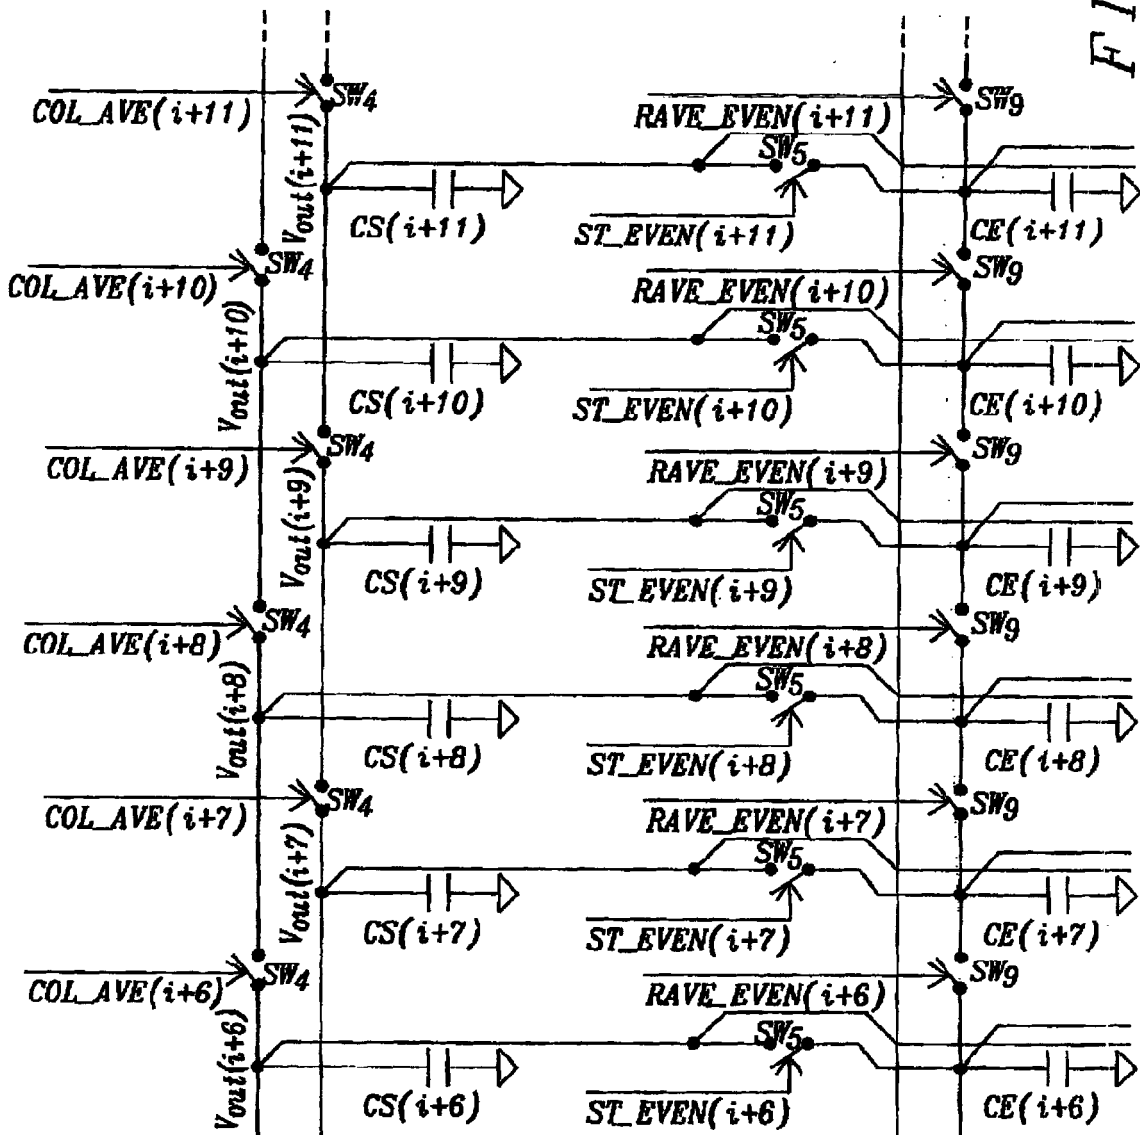 FI
SW4 SW9
COL_AVE(i+11) RAVE_EVEN(i+11)
Vout(i+11) SW5
CS(i+11) ST_EVEN(i+11) CE(i+11)
SW4 SW9
COL_AVE(i+10) RAVE_EVEN(i+10)
Vout(i+10) SW5
CS(i+10) ST_EVEN(i+10) CE(i+10)
SW4 SW9
COL_AVE(i+9) RAVE_EVEN(i+9)
Vout(i+9) SW5
CS(i+9) ST_EVEN(i+9) CE(i+9)
SW4 SW9
COL_AVE(i+8) RAVE_EVEN(i+8)
Vout(i+8) SW5
CS(i+8) ST_EVEN(i+8) CE(i+8)
SW4 SW9
COL_AVE(i+7) RAVE_EVEN(i+7)
Vout(i+7) SW5
CS(i+7) ST_EVEN(i+7) CE(i+7)
SW4 SW9
COL_AVE(i+6) RAVE_EVEN(i+6)
Vout(i+6) SW5
CS(i+6) ST_EVEN(i+6) CE(i+6)